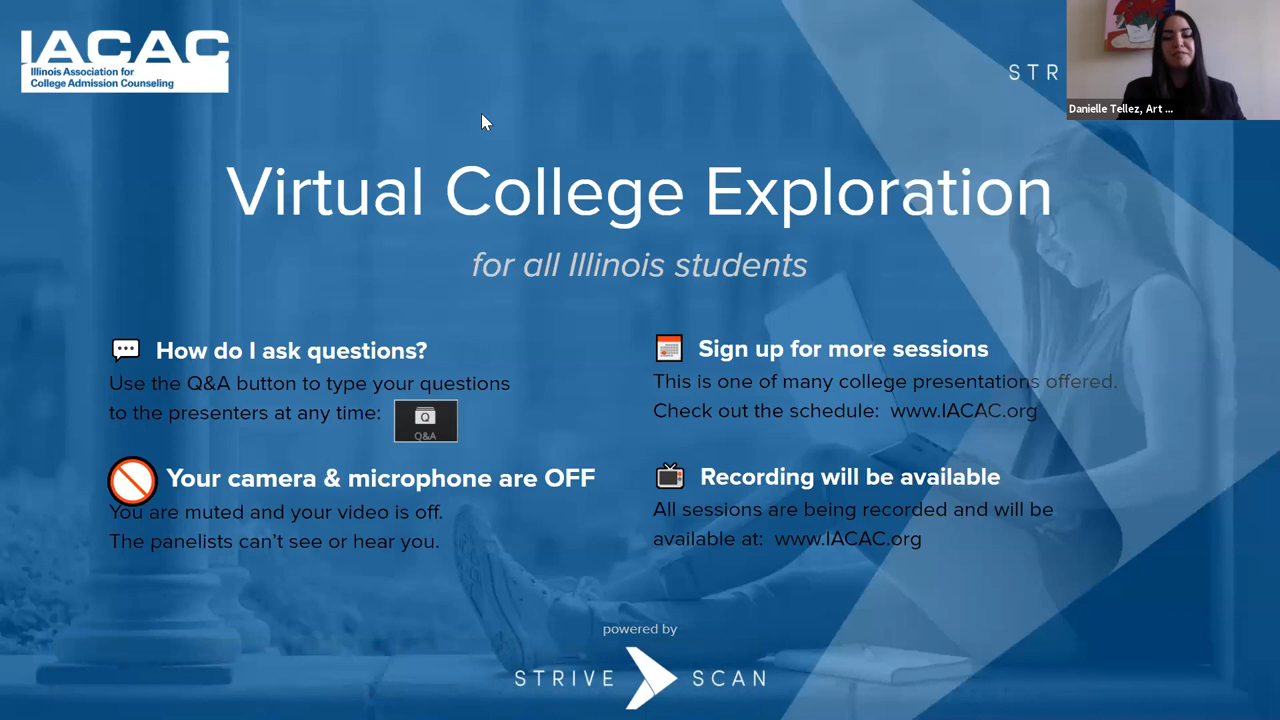 IACAC
Illinois Association for
College Admission Counseling
STR
Danielle Tellez, Art ...
Virtual College Exploration
for all Illinois students
How do I ask questions?
Use the Q&A button to type your questions
to the presenters at any time:
Q
Q&A
Your camera & microphone are OFF
You are muted and your video is off.
The panelists can’t see or hear you.
Sign up for more sessions
This is one of many college presentations offered.
Check out the schedule: www.IACAC.org
Recording will be available
All sessions are being recorded and will be
available at: www.IACAC.org
powered by
STRIVE SCAN